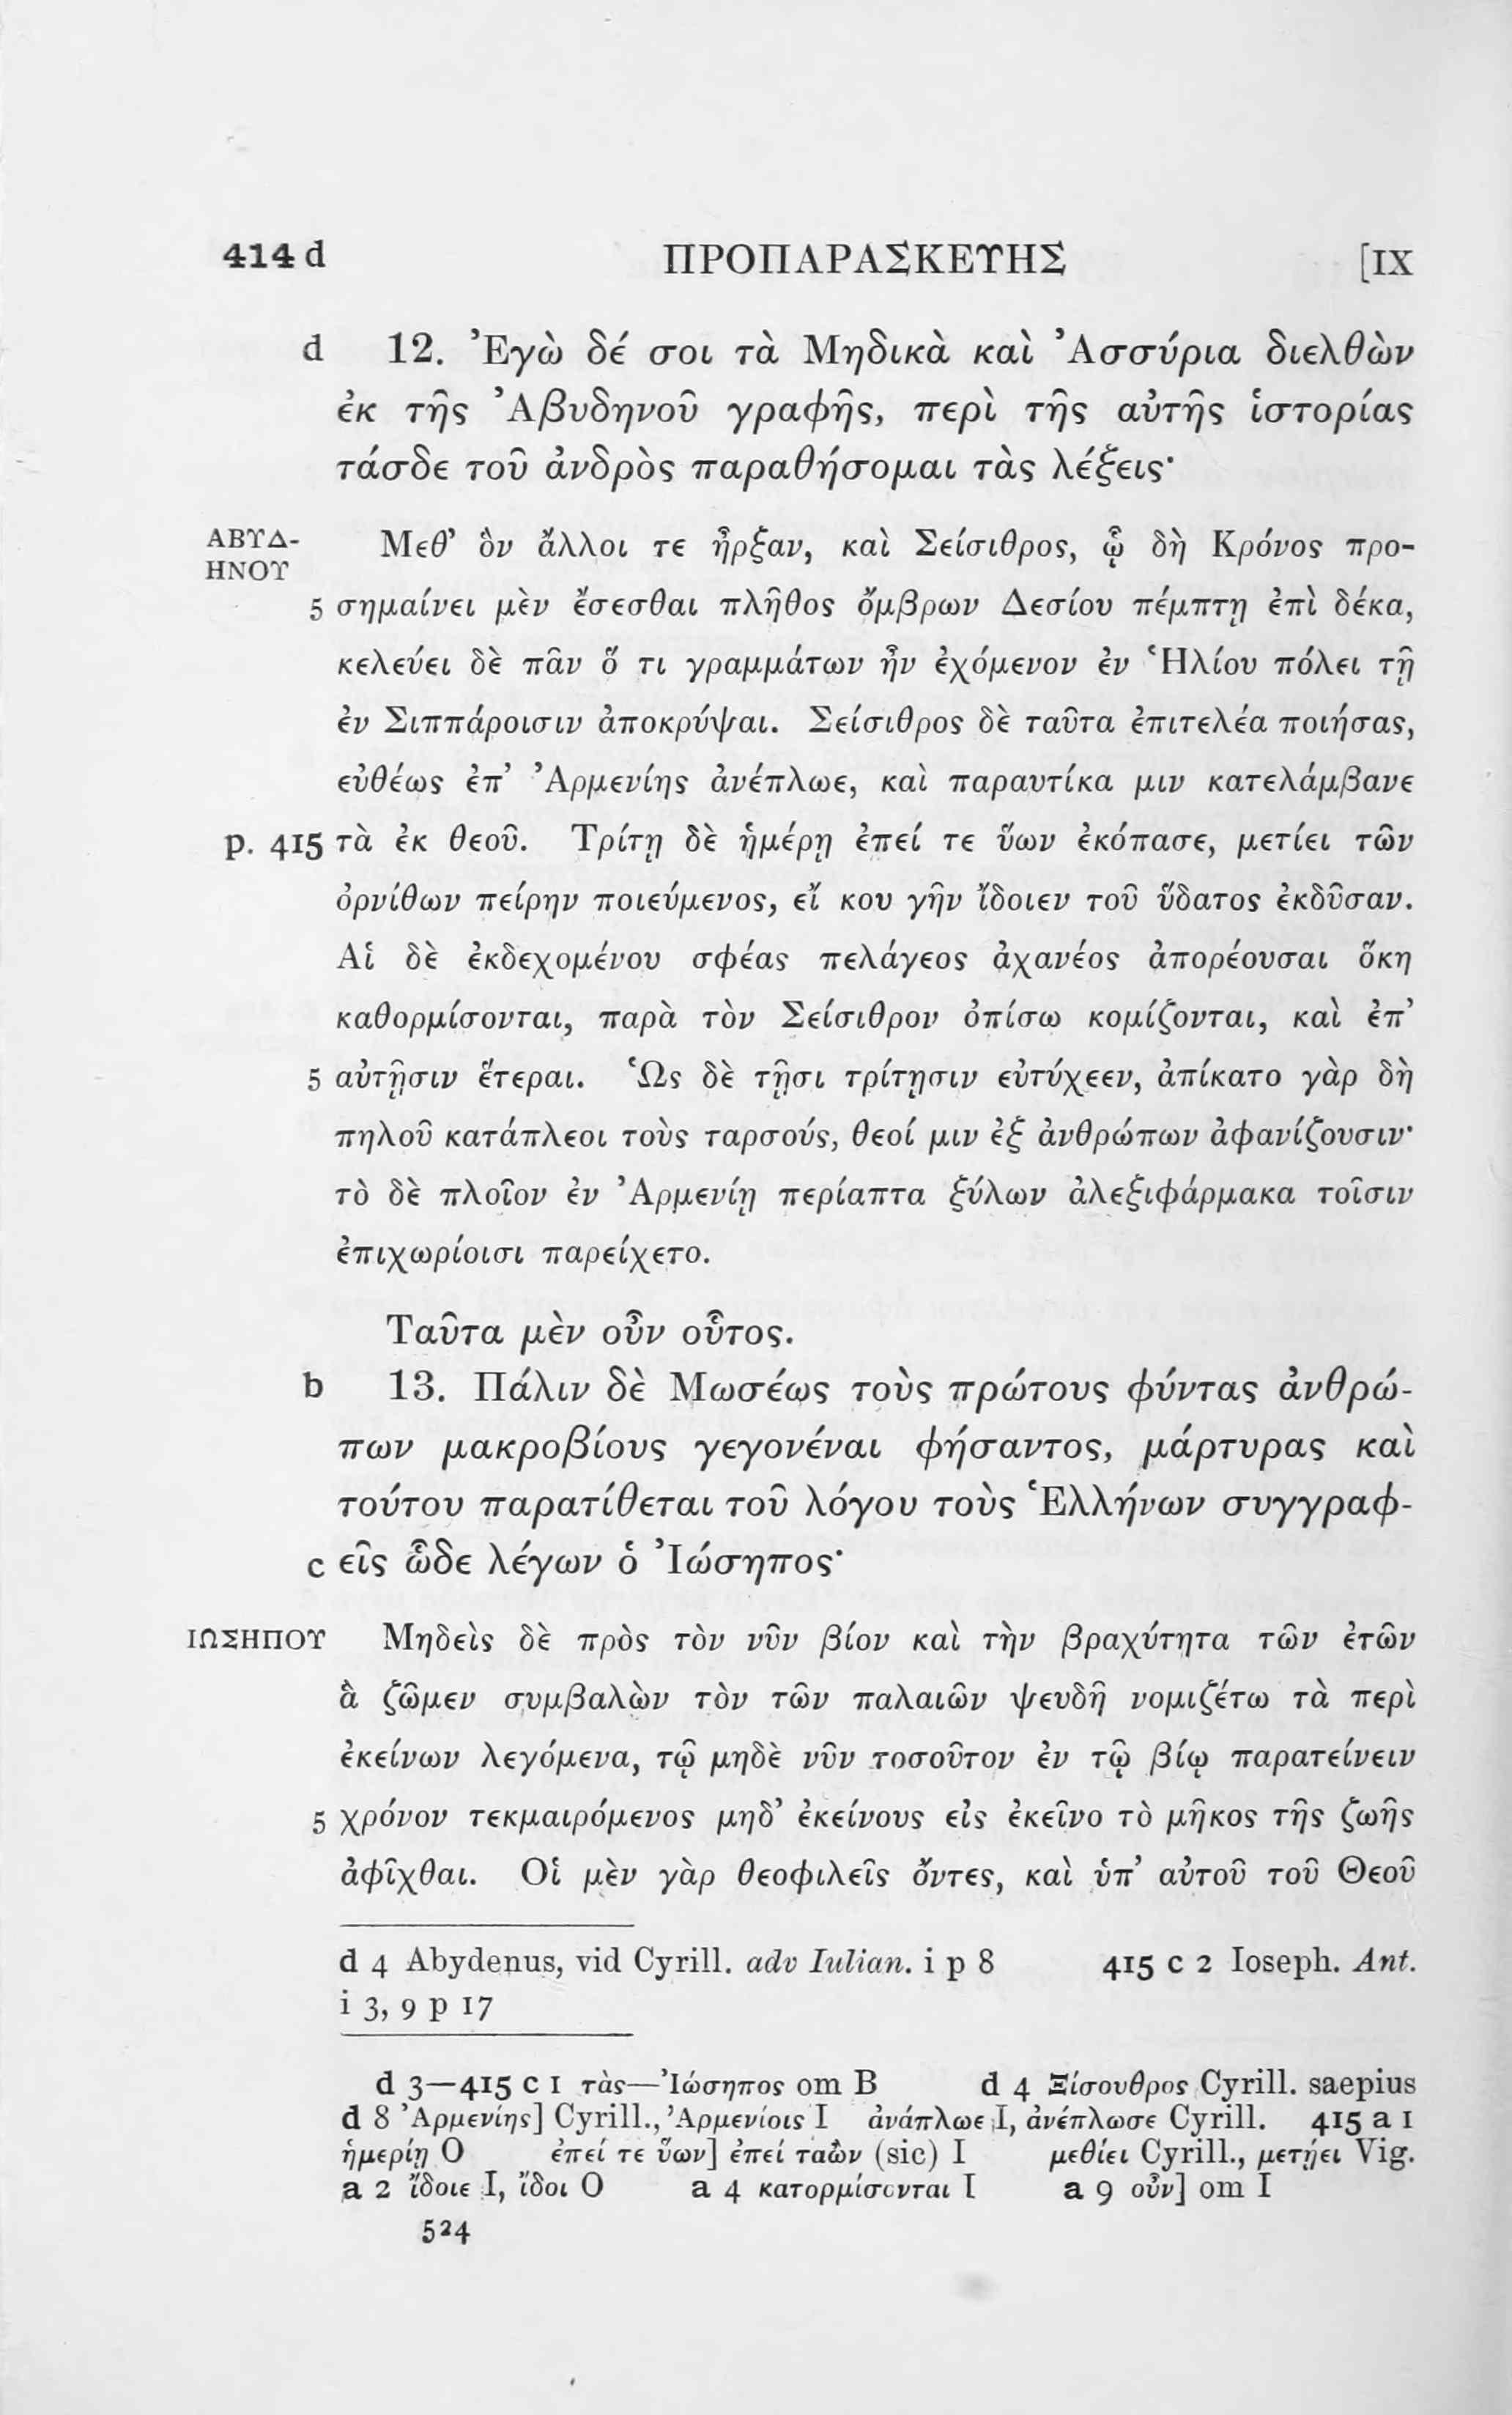 414 d ΠΡΟΠΑΡΑΣΚΕΥΗΣ [IX
d 12. Ἐγὼ δέ σοι τὰ Μηδικὰ καὶ Ἀσσύρια διελθὼν
ἐκ τῆς Ἀβυδηνοῦ γραφῆς, περὶ τῆς αὐτῆς ἱστορίας
τάσδε τοῦ ἀνδρὸς παραθήσομαι τὰς λέξεις·
ΑΒΥΔ-
ΗΝΟΥ
Μεθ’ ὃν ἄλλοι τε ἦρξαν, καὶ Σείσιθρος, ᾧ δὴ Κρόνος προ-
5 σημαίνει μὲν ἔσεσθαι πλῆθος ὄμβρων Δεσίου πέμπτῃ ἐπὶ δέκα,
κελεύει δὲ πᾶν ὅ τι γραμμάτων ἦν ἐχόμενον ἐν Ἡλίου πόλει τῇ
ἐν Σιππάροισιν ἀποκρύψαι. Σείσιθρος δὲ ταῦτα ἐπιτελέα ποιήσας,
εὐθέως ἐπ’ Ἀρμενίης ἀνέπλωε, καὶ παραυτίκα μιν κατελάμβανε
p. 415 τὰ ἐκ θεοῦ. Τρίτῃ δὲ ἡμέρῃ ἐπεί τε ὕων ἐκόπασε, μετίει τῶν
ὀρνίθων πείρην ποιεύμενος, εἴ κου γῆν ἴδοιεν τοῦ ὕδατος ἐκδῦσαν.
Αἱ δὲ ἐκδεχομένου σφέας πελάγεος ἀχανέος ἀπορέουσαι ὅκη
καθορμίσονται, παρὰ τὸν Σείσιθρον ὀπίσω κομίζονται, καὶ ἐπ’
5 αὐτῇσιν ἕτεραι. Ὡς δὲ τῇσι τρίτῃσιν εὐτύχεεν, ἀπίκατο γὰρ δὴ
πηλοῦ κατάπλεοι τοὺς ταρσούς, θεοί μιν ἐξ ἀνθρώπων ἀφανίζουσιν·
τὸ δὲ πλοῖον ἐν Ἀρμενίῃ περίαπτα ξύλων ἀλεξιφάρμακα τοῖσιν
ἐπιχωρίοισι παρείχετο.
Ταῦτα μὲν οὖν οὗτος.
b 13. Πάλιν δὲ Μωσέως τοὺς πρώτους φύντας ἀνθρώ-
πων μακροβίους γεγονέναι φήσαντος, μάρτυρας καὶ
τούτου παρατίθεται τοῦ λόγου τοὺς Ἑλλήνων συγγραφ-
c εῖς ὧδε λέγων ὁ Ἰώσηπος·
ΙΩΣΗΠΟΥ Μηδεὶς δὲ πρὸς τὸν νῦν βίον καὶ τὴν βραχύτητα τῶν ἐτῶν
ἃ ζῶμεν συμβαλὼν τὸν τῶν παλαιῶν ψευδῆ νομιζέτω τὰ περὶ
ἐκείνων λεγόμενα, τῷ μηδὲ νῦν τοσοῦτον ἐν τῷ βίῳ παρατείνειν
5 χρόνον τεκμαιρόμενος μηδ’ ἐκείνους εἰς ἐκεῖνο τὸ μῆκος τῆς ζωῆς
ἀφῖχθαι. Οἱ μὲν γὰρ θεοφιλεῖς ὄντες, καὶ ὑπ’ αὐτοῦ τοῦ Θεοῦ
d 4 Abydenus, vid Cyrill. adv Iulian. i p 8 415 c 2 Ioseph. Ant.
i 3, 9 p 17
d 3—415 c 1 τὰς—Ἰώσηπος om B d 4 Ξίσουθρος Cyrill. saepius
d 8 Ἀρμενίης] Cyrill., Ἀρμενίοις I ἀνάπλωε I, ἀνέπλωσε Cyrill. 415 a 1
ἡμερίῃ O ἐπεί τε ὕων] ἐπεί ταὧν (sic) I μεθίει Cyrill., μετῄει Vig.
a 2 ἴδοιε I, ἴδοι O a 4 κατορμίσονται I a 9 οὖν] om I
524